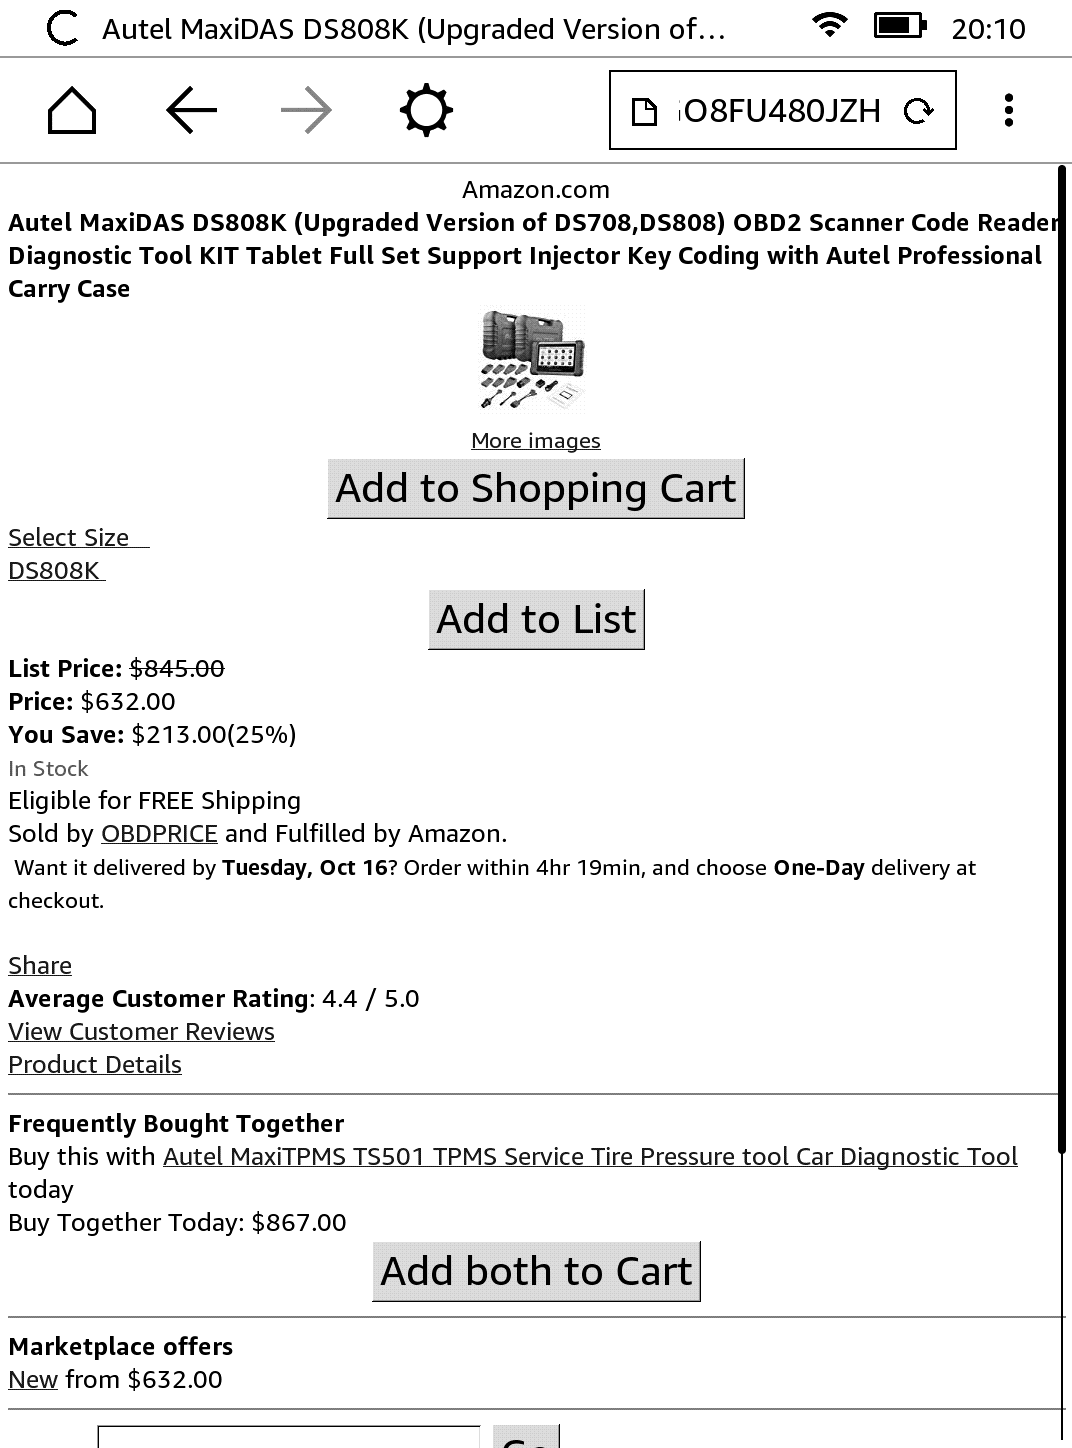 Autel MaxiDAS DS808K (Upgraded Version of...
20:10
O8FU480JZH
Amazon.com
Autel MaxiDAS DS808K (Upgraded Version of DS708,DS808) OBD2 Scanner Code Reader
Diagnostic Tool KIT Tablet Full Set Support Injector Key Coding with Autel Professional
Carry Case
More images
Add to Shopping Cart
Select Size
DS808K
Add to List
List Price: $845.00
Price: $632.00
You Save: $213.00(25%)
In Stock
Eligible for FREE Shipping
Sold by OBDPRICE and Fulfilled by Amazon.
Want it delivered by Tuesday, Oct 16? Order within 4hr 19min, and choose One-Day delivery at
checkout.
Share
Average Customer Rating: 4.4 / 5.0
View Customer Reviews
Product Details
Frequently Bought Together
Buy this with Autel MaxiTPMS TS501 TPMS Service Tire Pressure tool Car Diagnostic Tool
today
Buy Together Today: $867.00
Add both to Cart
Marketplace offers
New from $632.00